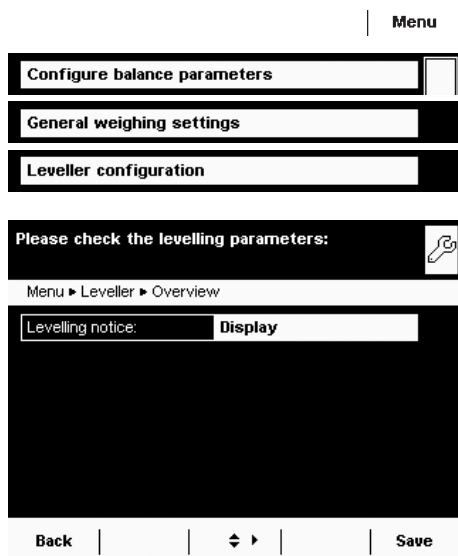 Menu
Configure balance parameters
General weighing settings
Leveller configuration
Please check the levelling parameters:
Menu ▸ Leveller ▸ Overview
Levelling notice: Display
Back Save